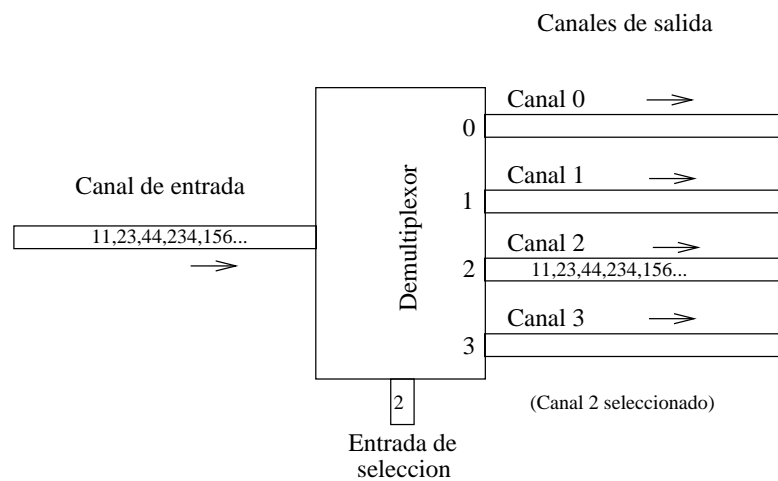 Canales de salida
Canal 0
0
Canal de entrada
Canal 1
1
11,23,44,234,156...
Demultiplexor
Canal 2
2
11,23,44,234,156...
Canal 3
3
2
(Canal 2 seleccionado)
Entrada de
seleccion